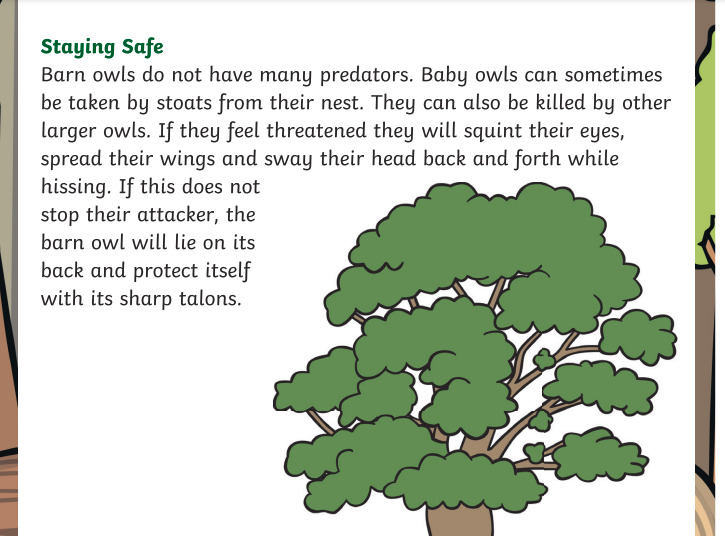 Staying Safe
Barn owls do not have many predators. Baby owls can sometimes
be taken by stoats from their nest. They can also be killed by other
larger owls. If they feel threatened they will squint their eyes,
spread their wings and sway their head back and forth while
hissing. If this does not
stop their attacker, the
barn owl will lie on its
back and protect itself
with its sharp talons.